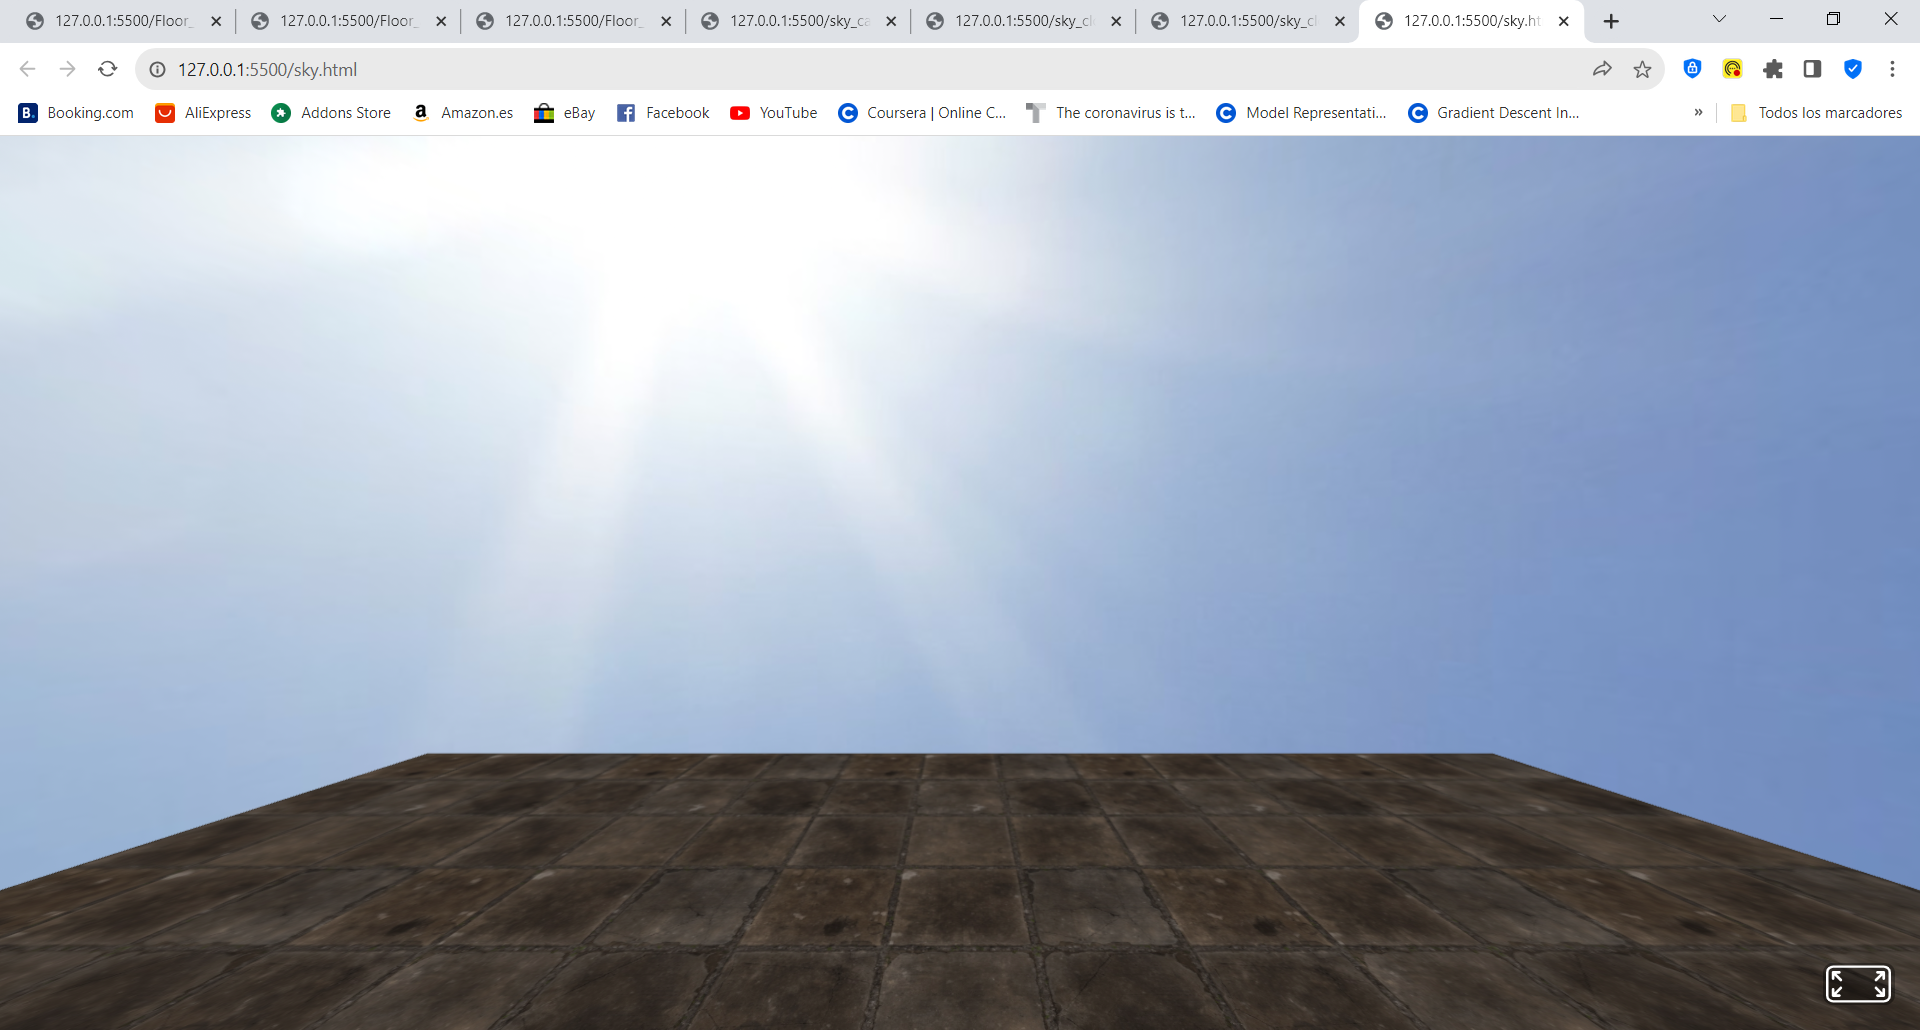 127.0.0.1:5500/Floor_
127.0.0.1:5500/Floor_
127.0.0.1:5500/Floor_
127.0.0.1:5500/sky_ca
127.0.0.1:5500/sky_cl
127.0.0.1:5500/sky_cl
127.0.0.1:5500/sky.ht
127.0.0.1:5500/sky.html
B. Booking.com
AliExpress
Addons Store
a Amazon.es
eBay
f Facebook
YouTube
C Coursera | Online C...
T The coronavirus is t...
C Model Representati...
C Gradient Descent In...
»
Todos los marcadores